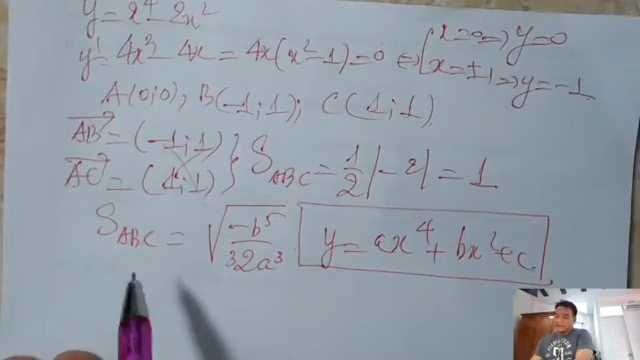 y = x⁴ - 2x²
y' = 4x³ - 4x = 4x(x² - 1) = 0 ⇔ [x = 0 => y = 0
[x = ±1 => y = -1
A(0;0), B(-1;1); C(1;1)
AB = (-1;1)
AC = (1;1)
} S_ABC = 1/2 |-2| = 1
S_ABC = √(-b⁵/32a³)
y = ax⁴ + bx² + c